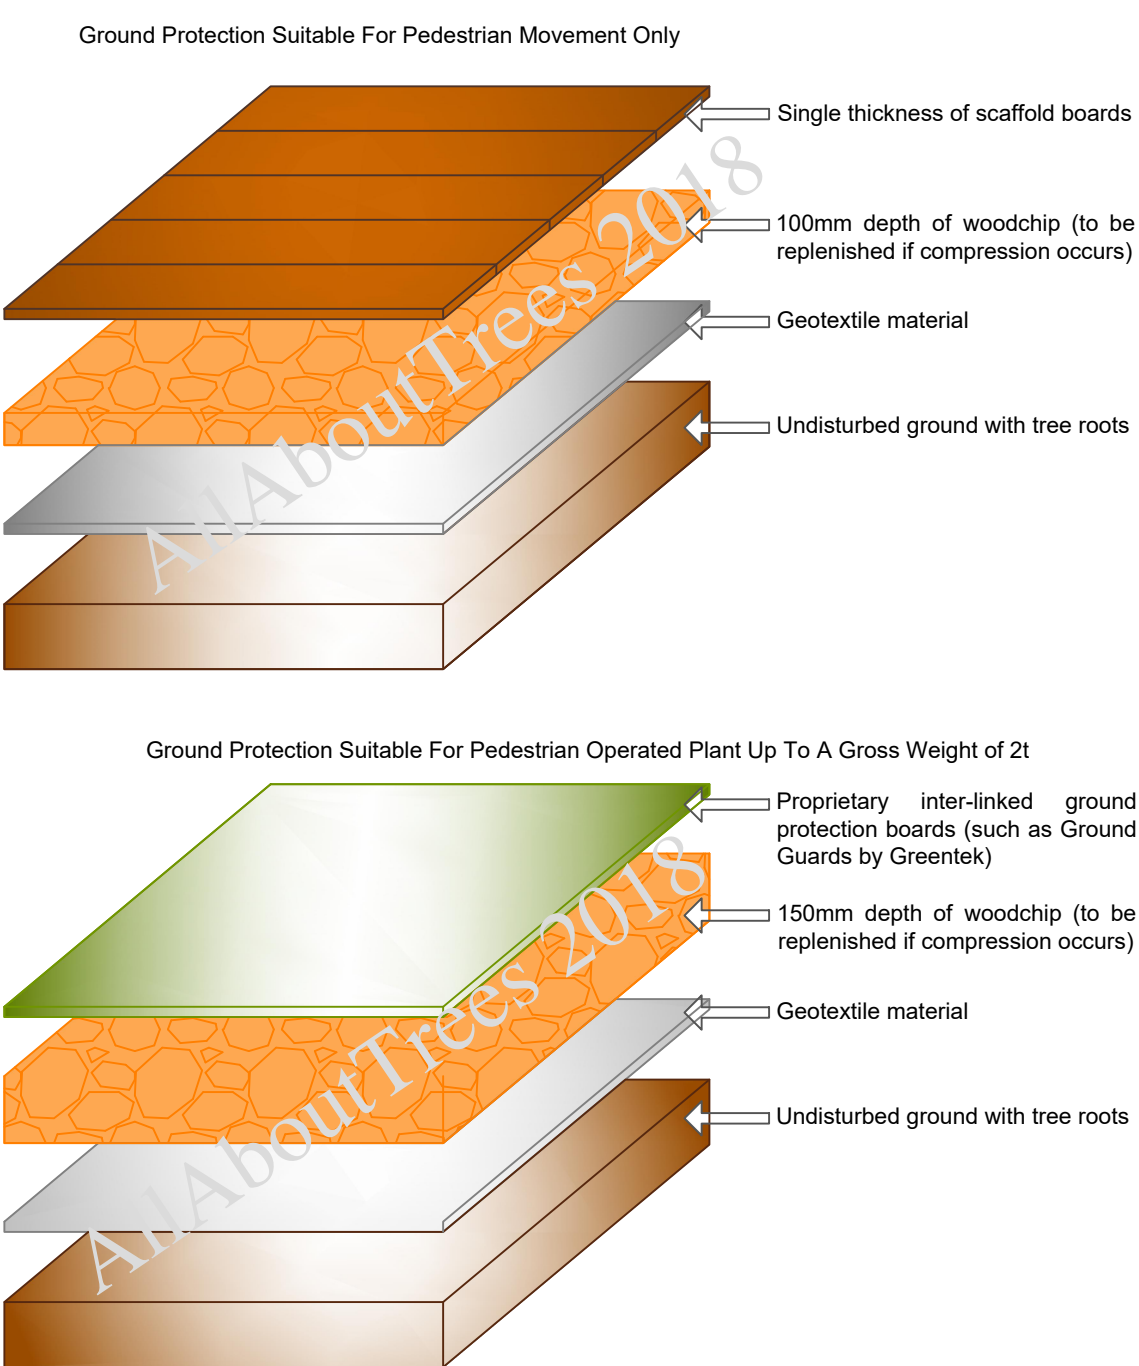 Ground Protection Suitable For Pedestrian Movement Only
Single thickness of scaffold boards
100mm depth of woodchip (to be
replenished if compression occurs)
Geotextile material
Undisturbed ground with tree roots
AllAboutTrees 2018
Ground Protection Suitable For Pedestrian Operated Plant Up To A Gross Weight of 2t
Proprietary inter-linked ground
protection boards (such as Ground
Guards by Greentek)
150mm depth of woodchip (to be
replenished if compression occurs)
Geotextile material
Undisturbed ground with tree roots
AllAboutTrees 2018